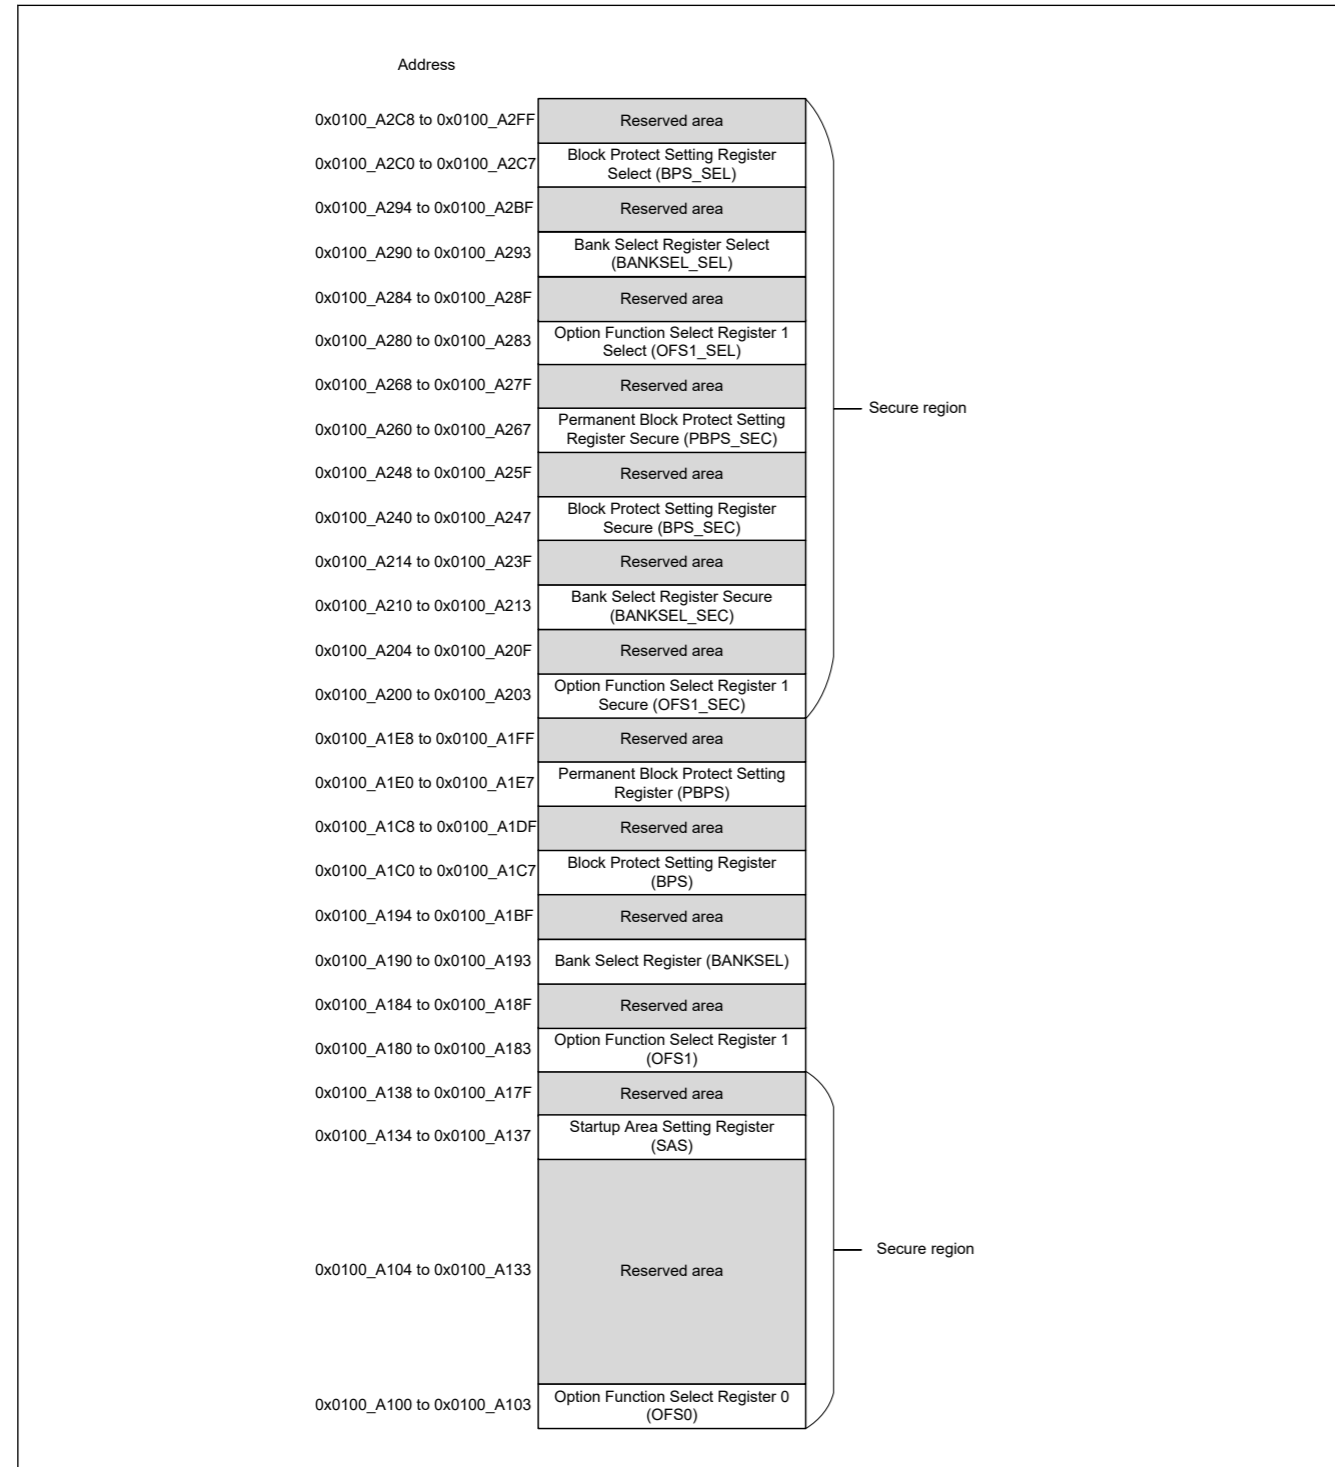 Address
0x0100_A2C8 to 0x0100_A2FF Reserved area
0x0100_A2C0 to 0x0100_A2C7 Block Protect Setting Register
Select (BPS_SEL)
0x0100_A294 to 0x0100_A2BF Reserved area
0x0100_A290 to 0x0100_A293 Bank Select Register Select
(BANKSEL_SEL)
0x0100_A284 to 0x0100_A28F Reserved area
0x0100_A280 to 0x0100_A283 Option Function Select Register 1
Select (OFS1_SEL)
0x0100_A268 to 0x0100_A27F Reserved area
Secure region
0x0100_A260 to 0x0100_A267 Permanent Block Protect Setting
Register Secure (PBPS_SEC)
0x0100_A248 to 0x0100_A25F Reserved area
0x0100_A240 to 0x0100_A247 Block Protect Setting Register
Secure (BPS_SEC)
0x0100_A214 to 0x0100_A23F Reserved area
0x0100_A210 to 0x0100_A213 Bank Select Register Secure
(BANKSEL_SEC)
0x0100_A204 to 0x0100_A20F Reserved area
0x0100_A200 to 0x0100_A203 Option Function Select Register 1
Secure (OFS1_SEC)
0x0100_A1E8 to 0x0100_A1FF Reserved area
0x0100_A1E0 to 0x0100_A1E7 Permanent Block Protect Setting
Register (PBPS)
0x0100_A1C8 to 0x0100_A1DF Reserved area
0x0100_A1C0 to 0x0100_A1C7 Block Protect Setting Register
(BPS)
0x0100_A194 to 0x0100_A1BF Reserved area
0x0100_A190 to 0x0100_A193 Bank Select Register (BANKSEL)
0x0100_A184 to 0x0100_A18F Reserved area
0x0100_A180 to 0x0100_A183 Option Function Select Register 1
(OFS1)
0x0100_A138 to 0x0100_A17F Reserved area
0x0100_A134 to 0x0100_A137 Startup Area Setting Register
(SAS)
Secure region
0x0100_A104 to 0x0100_A133 Reserved area
0x0100_A100 to 0x0100_A103 Option Function Select Register 0
(OFS0)